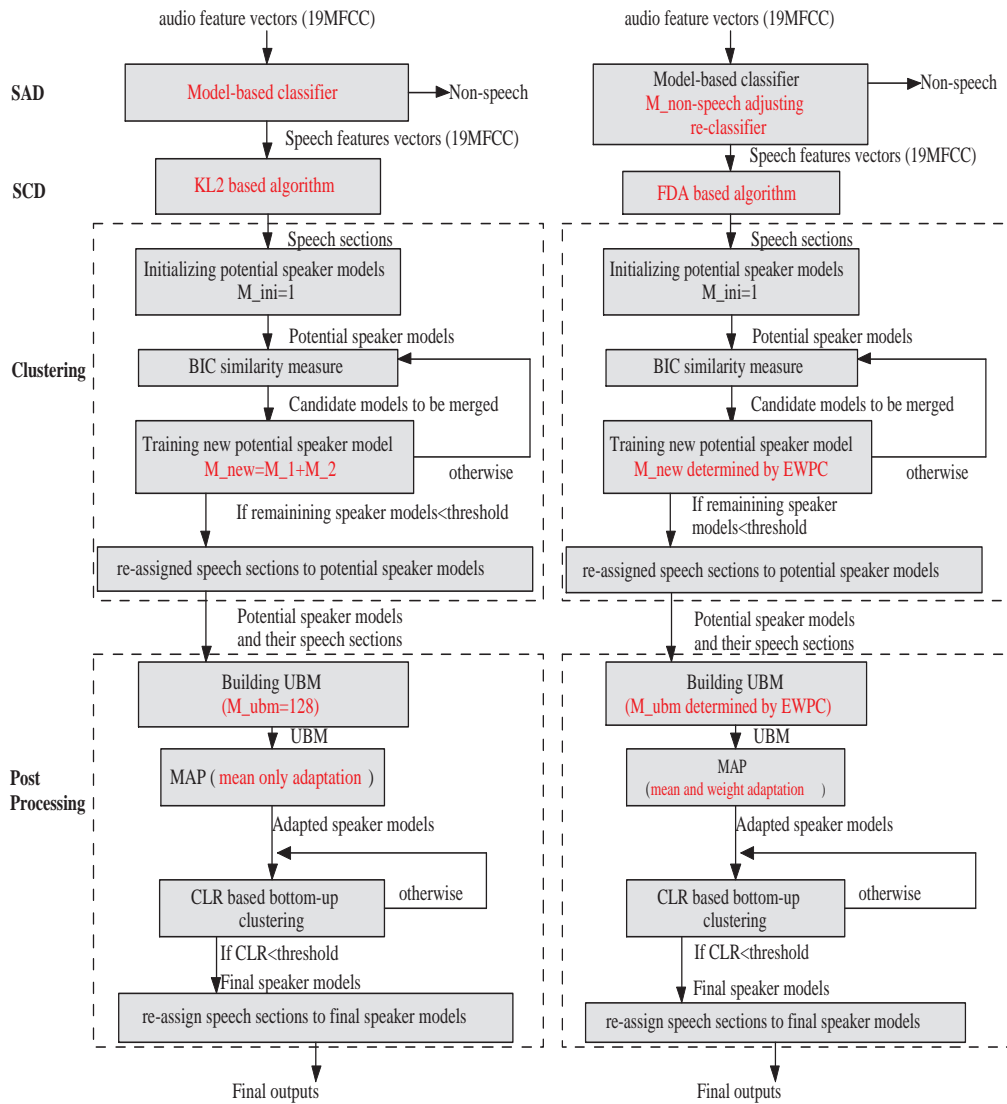 audio feature vectors (19MFCC)
SAD
Model-based classifier
Non-speech
Speech features vectors (19MFCC)
SCD
KL2 based algorithm
Speech sections
Initializing potential speaker models
M_ini=1
Potential speaker models
Clustering
BIC similarity measure
Candidate models to be merged
Training new potential speaker model
M_new=M_1+M_2
otherwise
If remainining speaker models<threshold
re-assigned speech sections to potential speaker models
Potential speaker models
and their speech sections
Building UBM
(M_ubm=128)
UBM
Post
Processing
MAP ( mean only adaptation )
Adapted speaker models
CLR based bottom-up
clustering
otherwise
If CLR<threshold
Final speaker models
re-assign speech sections to final speaker models
Final outputs
audio feature vectors (19MFCC)
Model-based classifier
M_non-speech adjusting
re-classifier
Non-speech
Speech features vectors (19MFCC)
FDA based algorithm
Speech sections
Initializing potential speaker models
M_ini=1
Potential speaker models
BIC similarity measure
Candidate models to be merged
Training new potential speaker model
M_new determined by EWPC
otherwise
If remaining speaker
models<threshold
re-assigned speech sections to potential speaker models
Potential speaker models
and their speech sections
Building UBM
(M_ubm determined by EWPC)
UBM
MAP
(mean and weight adaptation )
Adapted speaker models
CLR based bottom-up
clustering
otherwise
If CLR<threshold
Final speaker models
re-assign speech sections to final speaker models
Final outputs